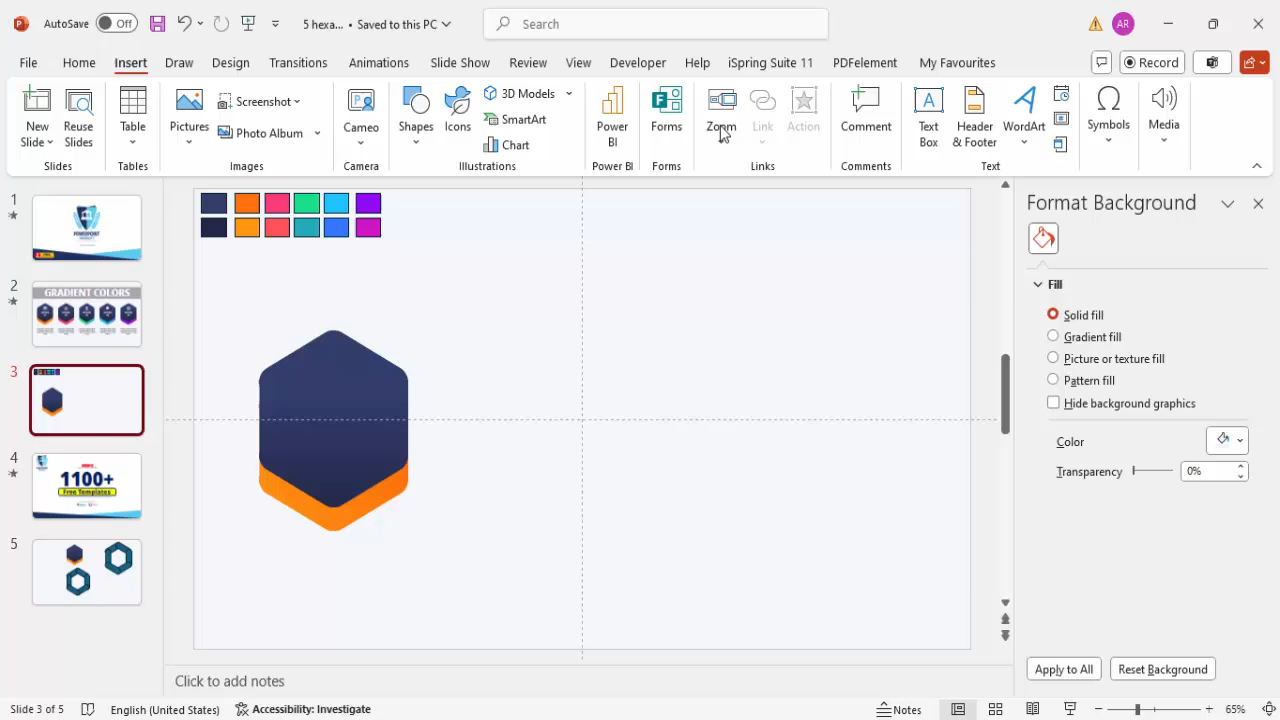 AutoSave Off 5 hexa... • Saved to this PC Search AR
File Home Insert Draw Design Transitions Animations Slide Show Review View Developer Help iSpring Suite 11 PDFelement My Favourites Record
New Slide
Reuse Slides
Slides
Table
Tables
Pictures
Screenshot
Photo Album
Images
Cameo
Camera
Shapes
Icons
3D Models
SmartArt
Chart
Illustrations
Power BI
Power BI
Forms
Forms
Zoom
Link
Action
Links
Comment
Comments
Text Box
Header & Footer
WordArt
Text
Symbols
Media
1
2
GRADIENT COLORS
3
4
1100+
Free Templates
5
Format Background
Fill
Solid fill
Gradient fill
Picture or texture fill
Pattern fill
Hide background graphics
Color
Transparency 0%
Apply to All Reset Background
Click to add notes
Slide 3 of 5 English (United States) Accessibility: Investigate Notes 65%